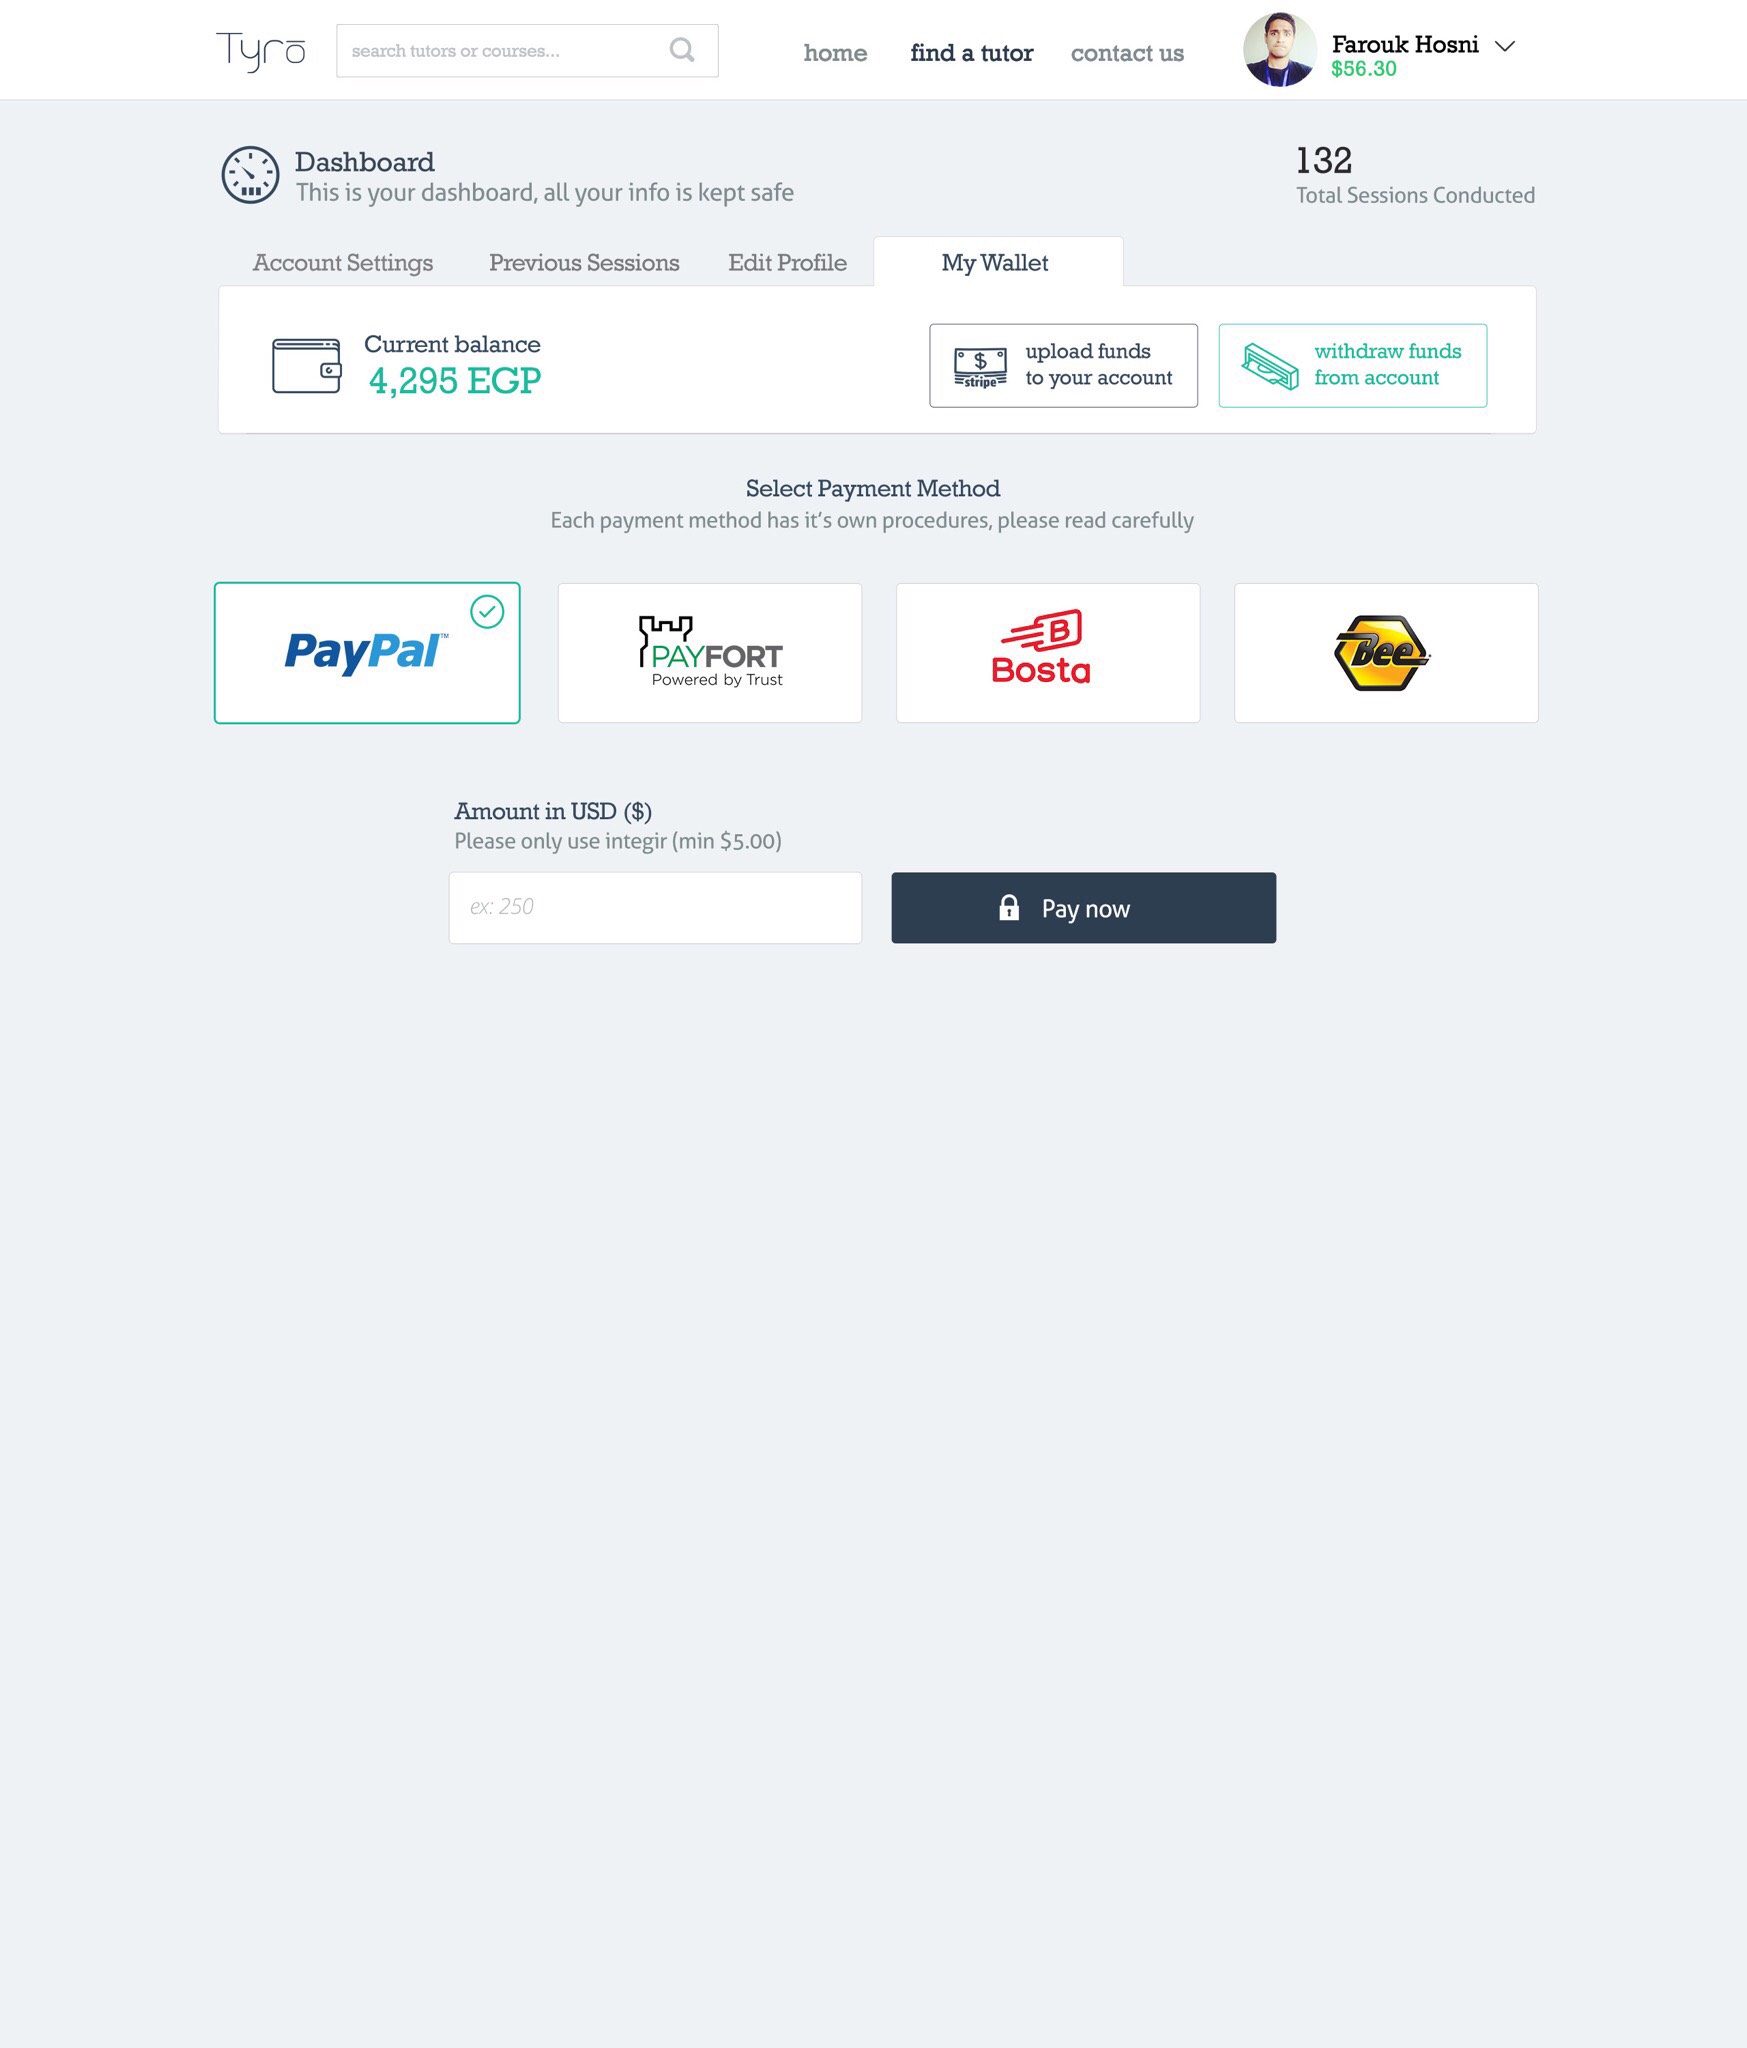 Tyrō
search tutors or courses...
home
find a tutor
contact us
Farouk Hosni
$56.30
Dashboard
This is your dashboard, all your info is kept safe
132
Total Sessions Conducted
Account Settings
Previous Sessions
Edit Profile
My Wallet
Current balance
4,295 EGP
$
stripe
upload funds
to your account
withdraw funds
from account
Select Payment Method
Each payment method has it's own procedures, please read carefully
PayPal™
PAYFORT
Powered by Trust
B
Bosta
Bee
Amount in USD ($)
Please only use integir (min $5.00)
ex: 250
Pay now